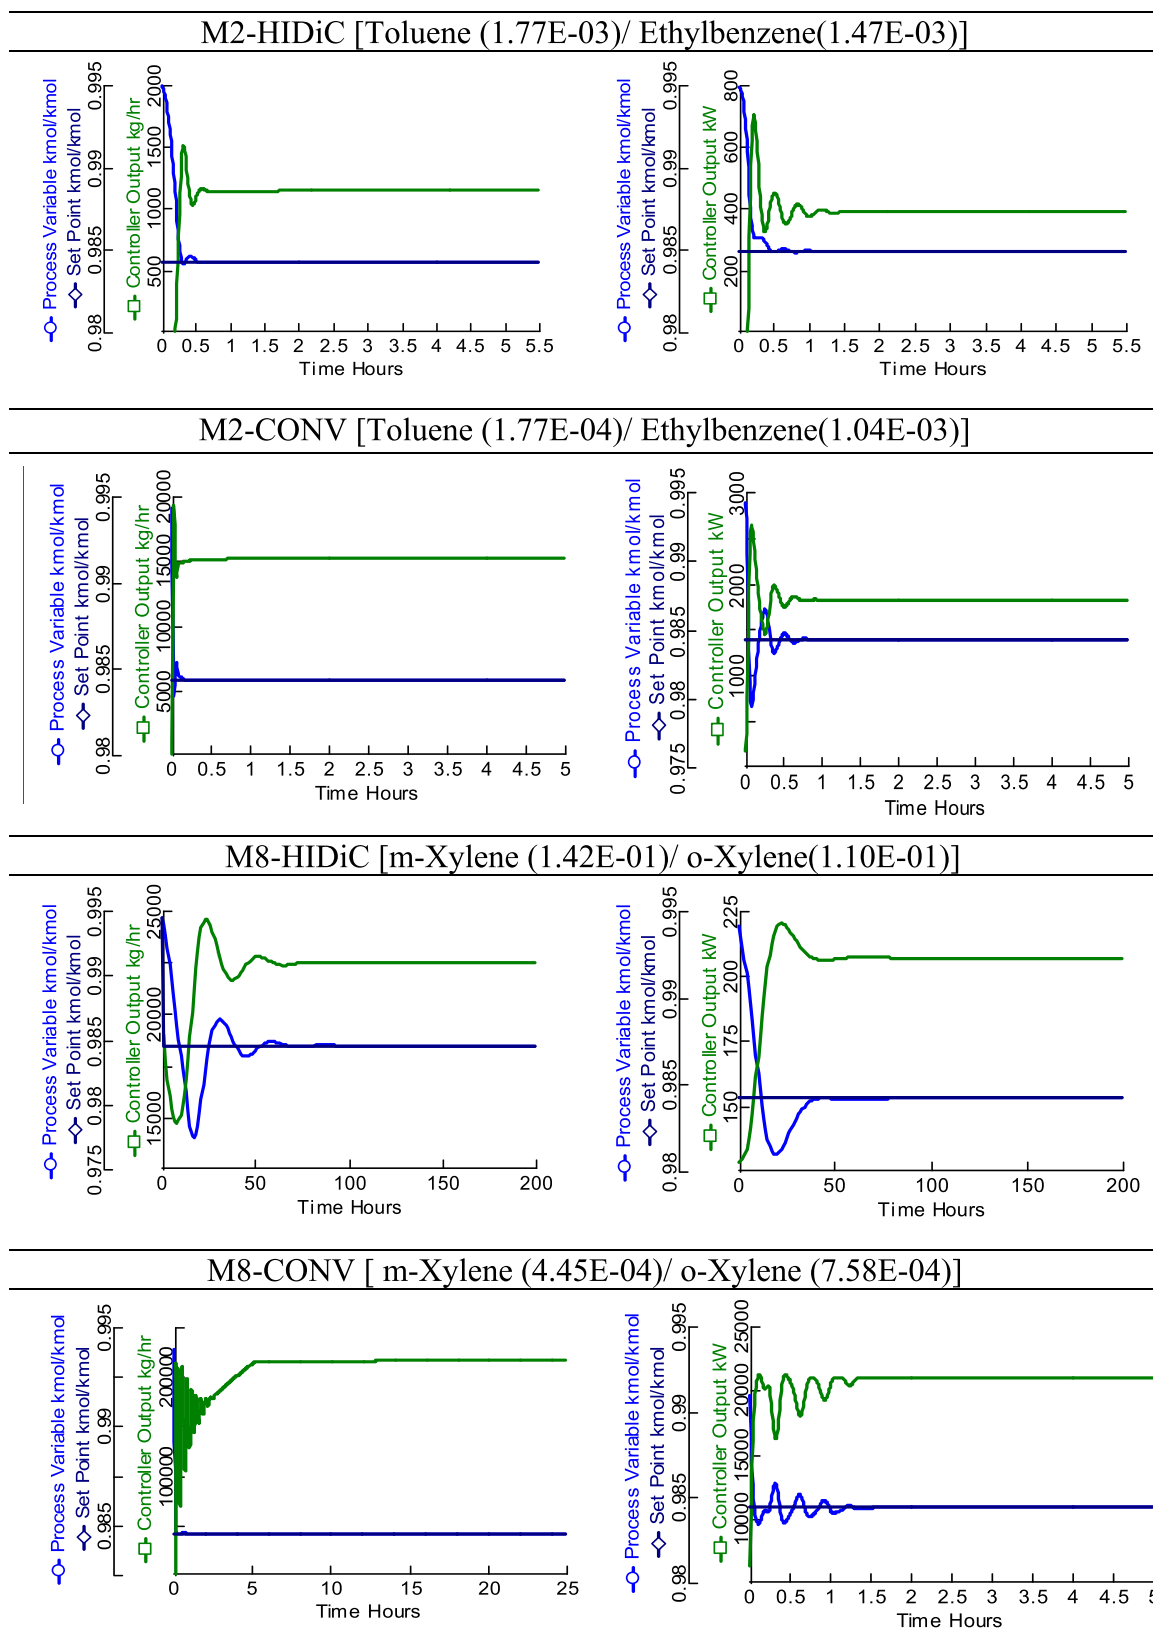 M2-HIDiC [Toluene (1.77E-03)/ Ethylbenzene(1.47E-03)]
Process Variable kmol/kmol
Set Point kmol/kmol
0.98 0.985 0.99 0.995
Controller Output kg/hr
500 1000 1500 2000
0 0.5 1 1.5 2 2.5 3 3.5 4 4.5 5 5.5
Time Hours
Process Variable kmol/kmol
Set Point kmol/kmol
0.98 0.985 0.99 0.995
Controller Output kW
200 400 600 800
0 0.5 1 1.5 2 2.5 3 3.5 4 4.5 5 5.5
Time Hours
M2-CONV [Toluene (1.77E-04)/ Ethylbenzene(1.04E-03)]
Process Variable kmol/kmol
Set Point kmol/kmol
0.98 0.985 0.99 0.995
Controller Output kg/hr
5000 10000 15000 20000
0 0.5 1 1.5 2 2.5 3 3.5 4 4.5 5
Time Hours
Process Variable kmol/kmol
Set Point kmol/kmol
0.975 0.98 0.985 0.99 0.995
Controller Output kW
1000 2000 3000
0 0.5 1 1.5 2 2.5 3 3.5 4 4.5 5
Time Hours
M8-HIDiC [m-Xylene (1.42E-01)/ o-Xylene(1.10E-01)]
Process Variable kmol/kmol
Set Point kmol/kmol
0.975 0.98 0.985 0.99 0.995
Controller Output kg/hr
15000 20000 25000
0 50 100 150 200
Time Hours
Process Variable kmol/kmol
Set Point kmol/kmol
0.98 0.985 0.99 0.995
Controller Output kW
150 175 200 225
0 50 100 150 200
Time Hours
M8-CONV [ m-Xylene (4.45E-04)/ o-Xylene (7.58E-04)]
Process Variable kmol/kmol
Set Point kmol/kmol
0.985 0.99 0.995
Controller Output kg/hr
100000 200000
0 5 10 15 20 25
Time Hours
Process Variable kmol/kmol
Set Point kmol/kmol
0.98 0.985 0.99 0.995
Controller Output kW
10000 15000 20000 25000
0 0.5 1 1.5 2 2.5 3 3.5 4 4.5 5
Time Hours